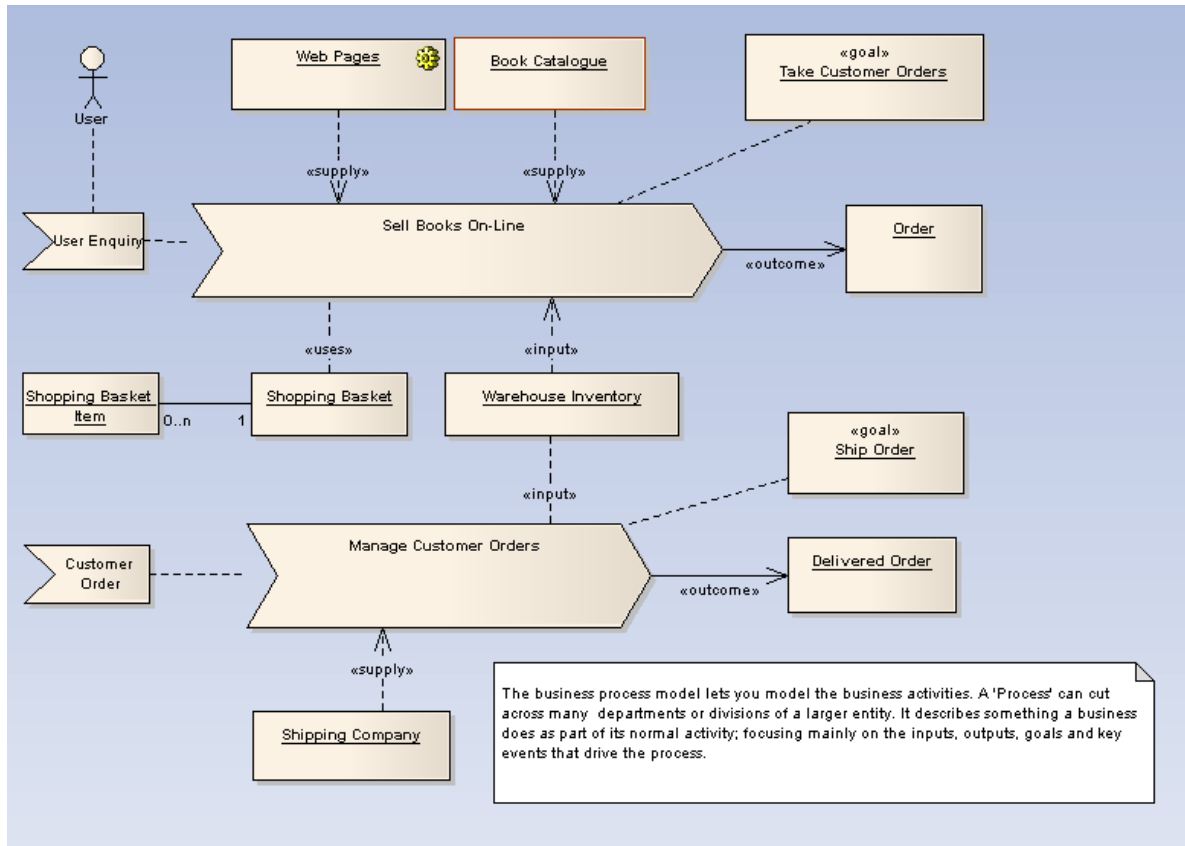 User
Web Pages
Book Catalogue
«goal»
Take Customer Orders
«supply»
«supply»
User Enquiry
Sell Books On-Line
Order
«outcome»
«uses»
«input»
Shopping Basket
Item
0..n
1
Shopping Basket
Warehouse Inventory
«goal»
Ship Order
«input»
Customer
Order
Manage Customer Orders
Delivered Order
«outcome»
«supply»
Shipping Company
The business process model lets you model the business activities. A 'Process' can cut
across many departments or divisions of a larger entity. It describes something a business
does as part of its normal activity; focusing mainly on the inputs, outputs, goals and key
events that drive the process.